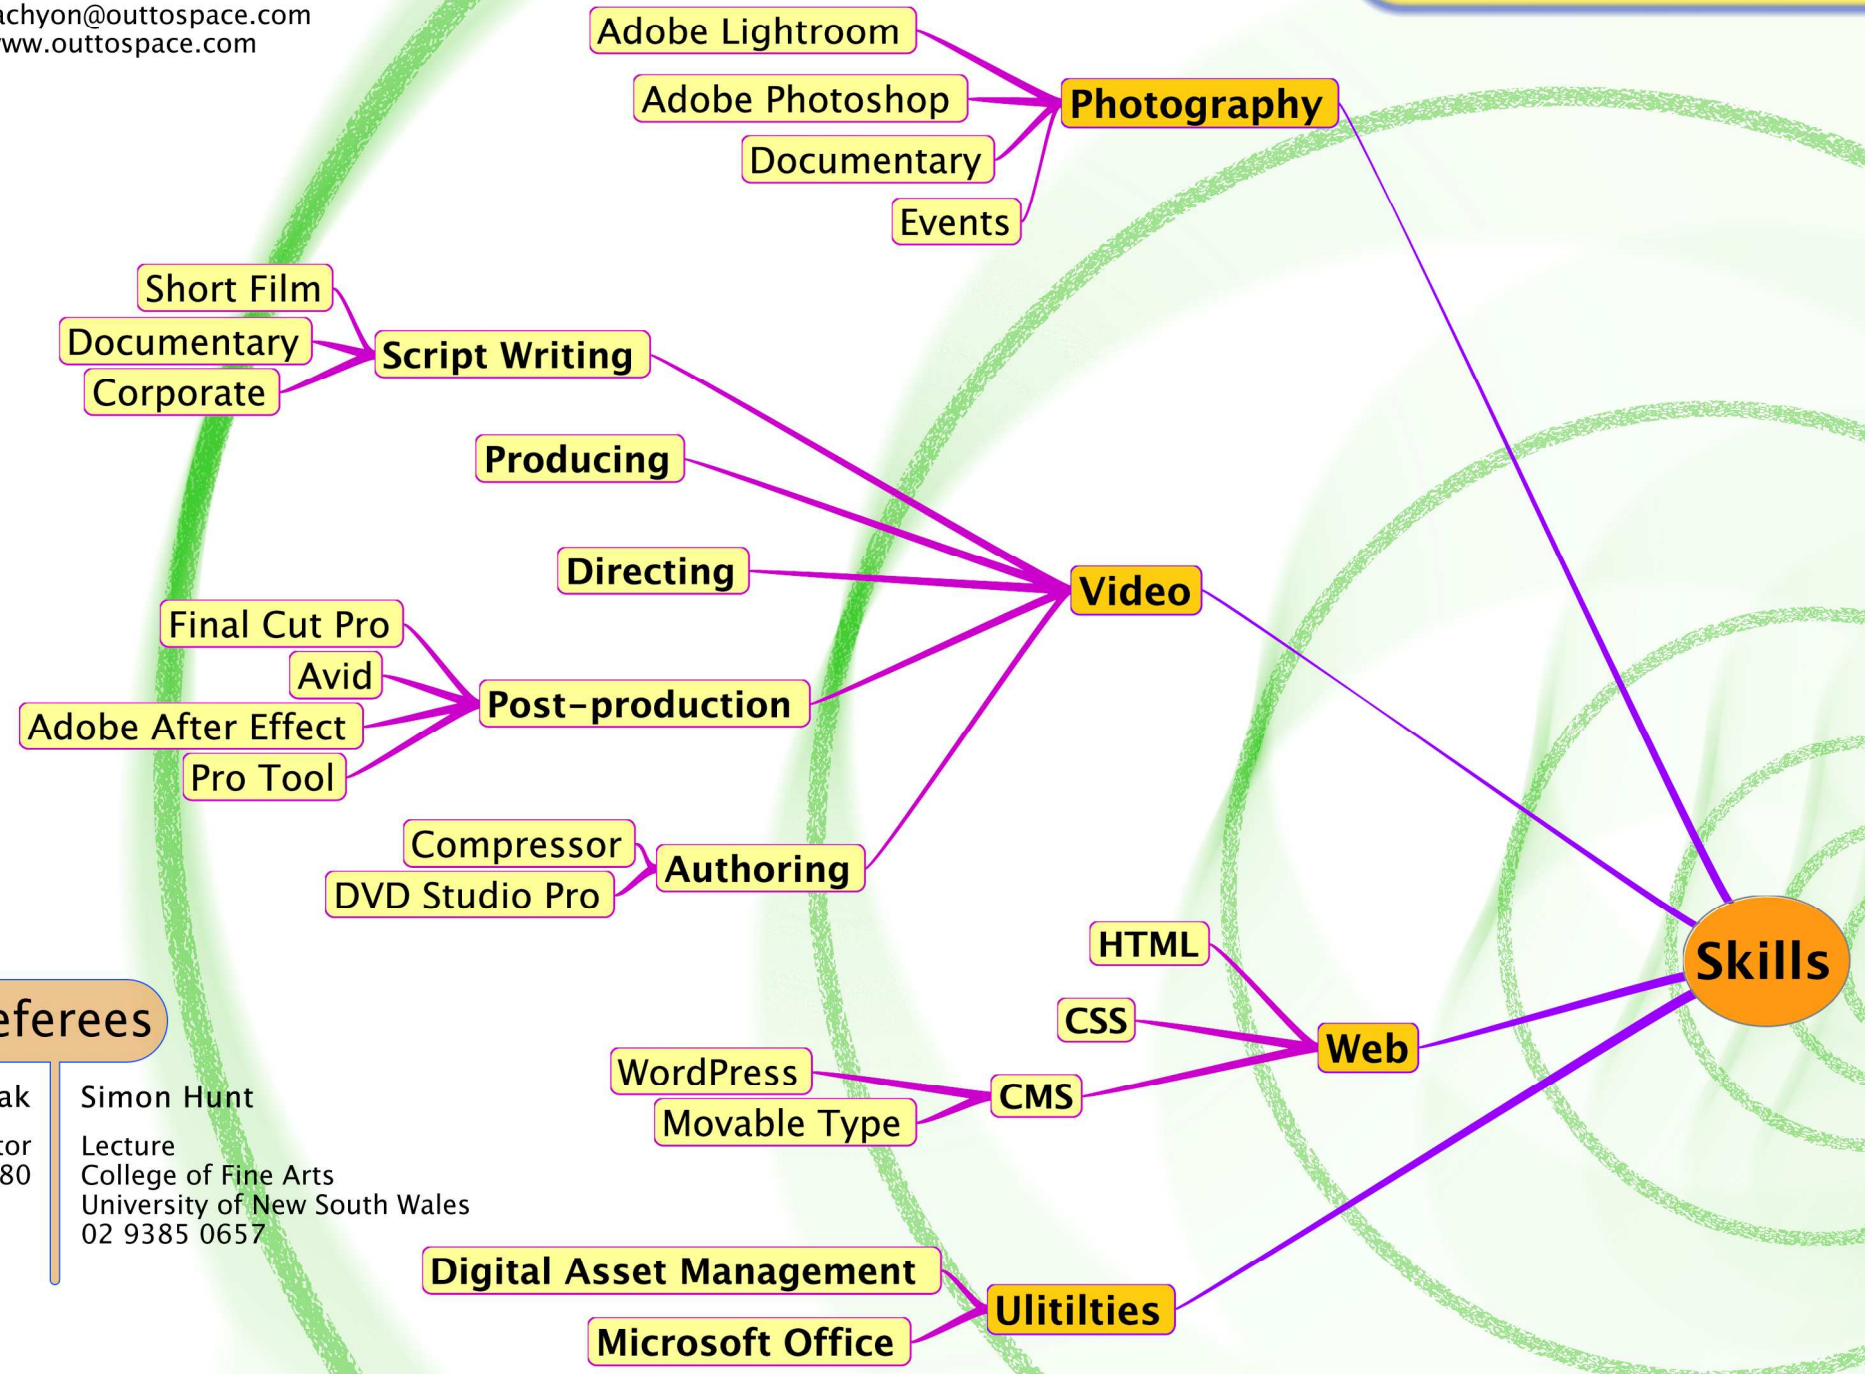 achyon@outtospace.com
www.outtospace.com
Adobe Lightroom
Adobe Photoshop
Documentary
Events
Photography
Short Film
Documentary
Corporate
Script Writing
Producing
Directing
Final Cut Pro
Avid
Adobe After Effect
Pro Tool
Post-production
Compressor
DVD Studio Pro
Authoring
Video
HTML
CSS
WordPress
Movable Type
CMS
Web
Skills
Digital Asset Management
Microsoft Office
Ulitilties
eferees
ak
tor
80
Simon Hunt
Lecture
College of Fine Arts
University of New South Wales
02 9385 0657